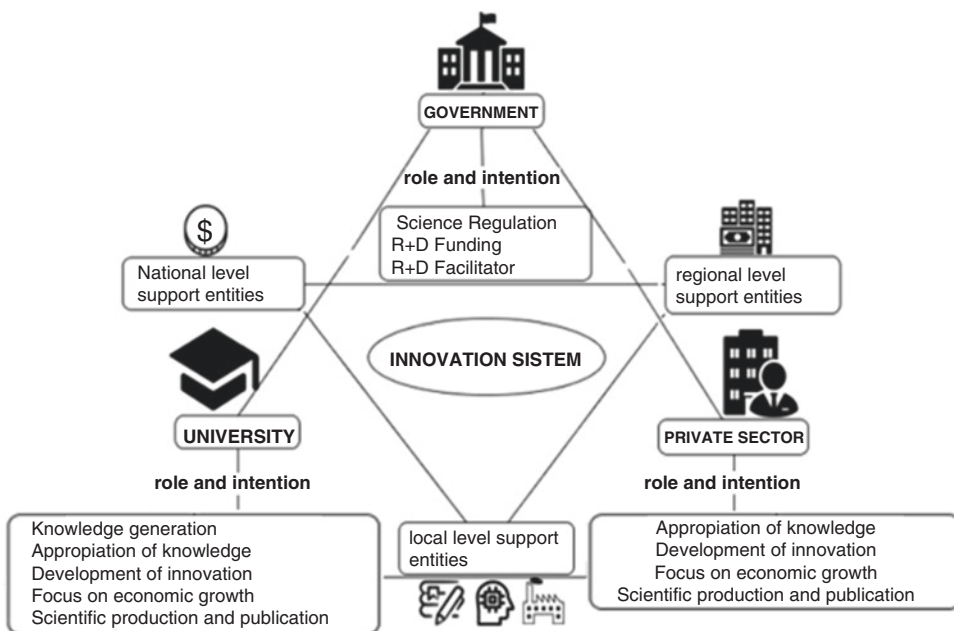 GOVERNMENT
role and intention
Science Regulation
R+D Funding
R+D Facilitator
$
National level
support entities
regional level
support entities
INNOVATION SISTEM
UNIVERSITY
PRIVATE SECTOR
role and intention
role and intention
Knowledge generation
Appropiation of knowledge
Development of innovation
Focus on economic growth
Scientific production and publication
local level support
entities
Appropiation of knowledge
Development of innovation
Focus on economic growth
Scientific production and publication